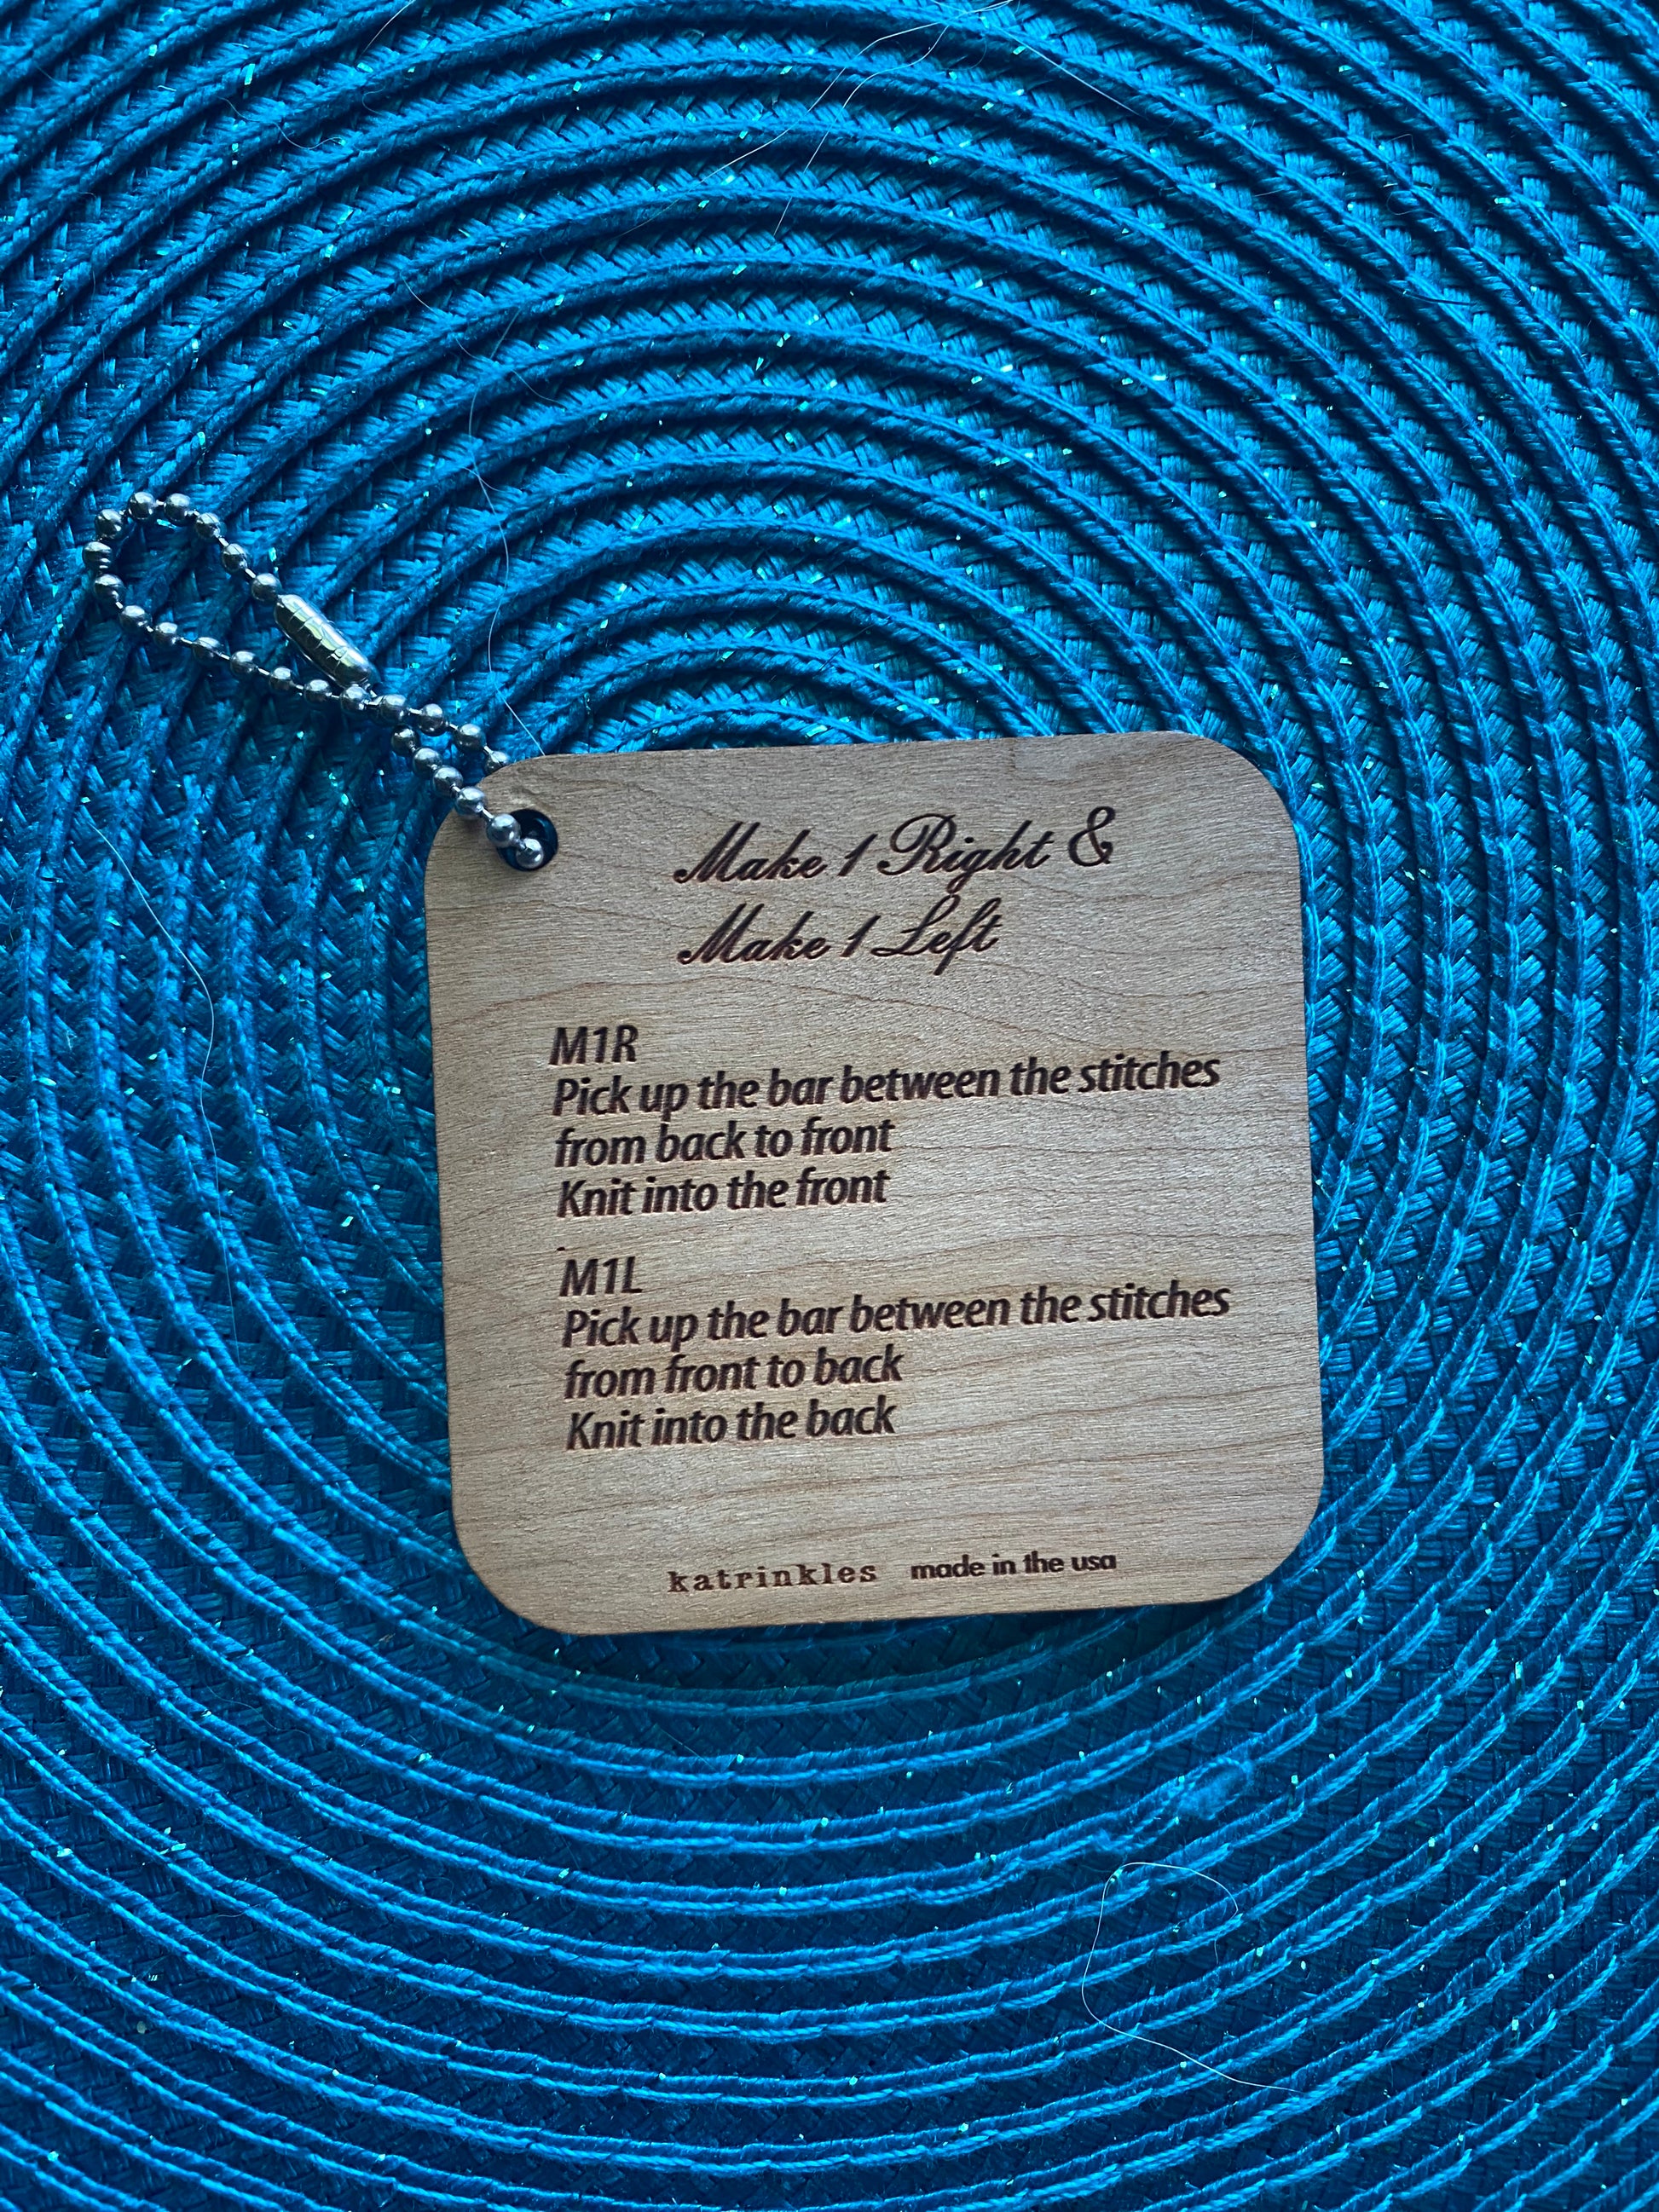 Make 1 Right &
Make 1 Left
M1R
Pick up the bar between the stitches
from back to front
Knit into the front
.
M1L
Pick up the bar between the stitches
from front to back
Knit into the back
katrinkles made in the usa